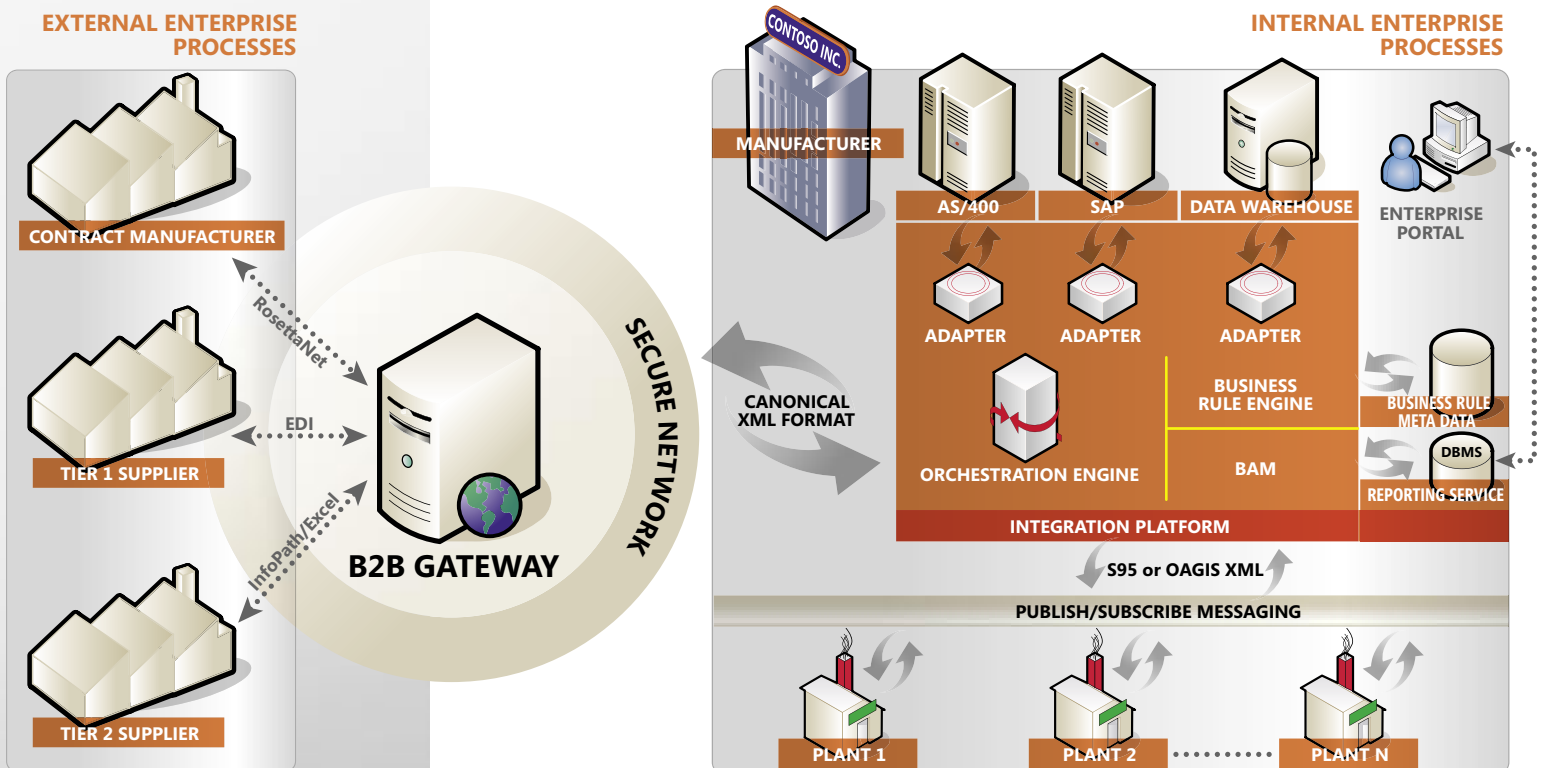 EXTERNAL ENTERPRISE
PROCESSES
CONTRACT MANUFACTURER
RosettaNet
TIER 1 SUPPLIER
EDI
InfoPath/Excel
TIER 2 SUPPLIER
B2B GATEWAY
SECURE NETWORK
INTERNAL ENTERPRISE
PROCESSES
CONTOSO INC.
MANUFACTURER
AS/400
SAP
DATA WAREHOUSE
ENTERPRISE
PORTAL
ADAPTER
ADAPTER
ADAPTER
CANONICAL
XML FORMAT
ORCHESTRATION ENGINE
BUSINESS
RULE ENGINE
BAM
BUSINESS RULE
META DATA
DBMS
REPORTING SERVICE
INTEGRATION PLATFORM
S95 or OAGIS XML
PUBLISH/SUBSCRIBE MESSAGING
PLANT 1
PLANT 2
PLANT N